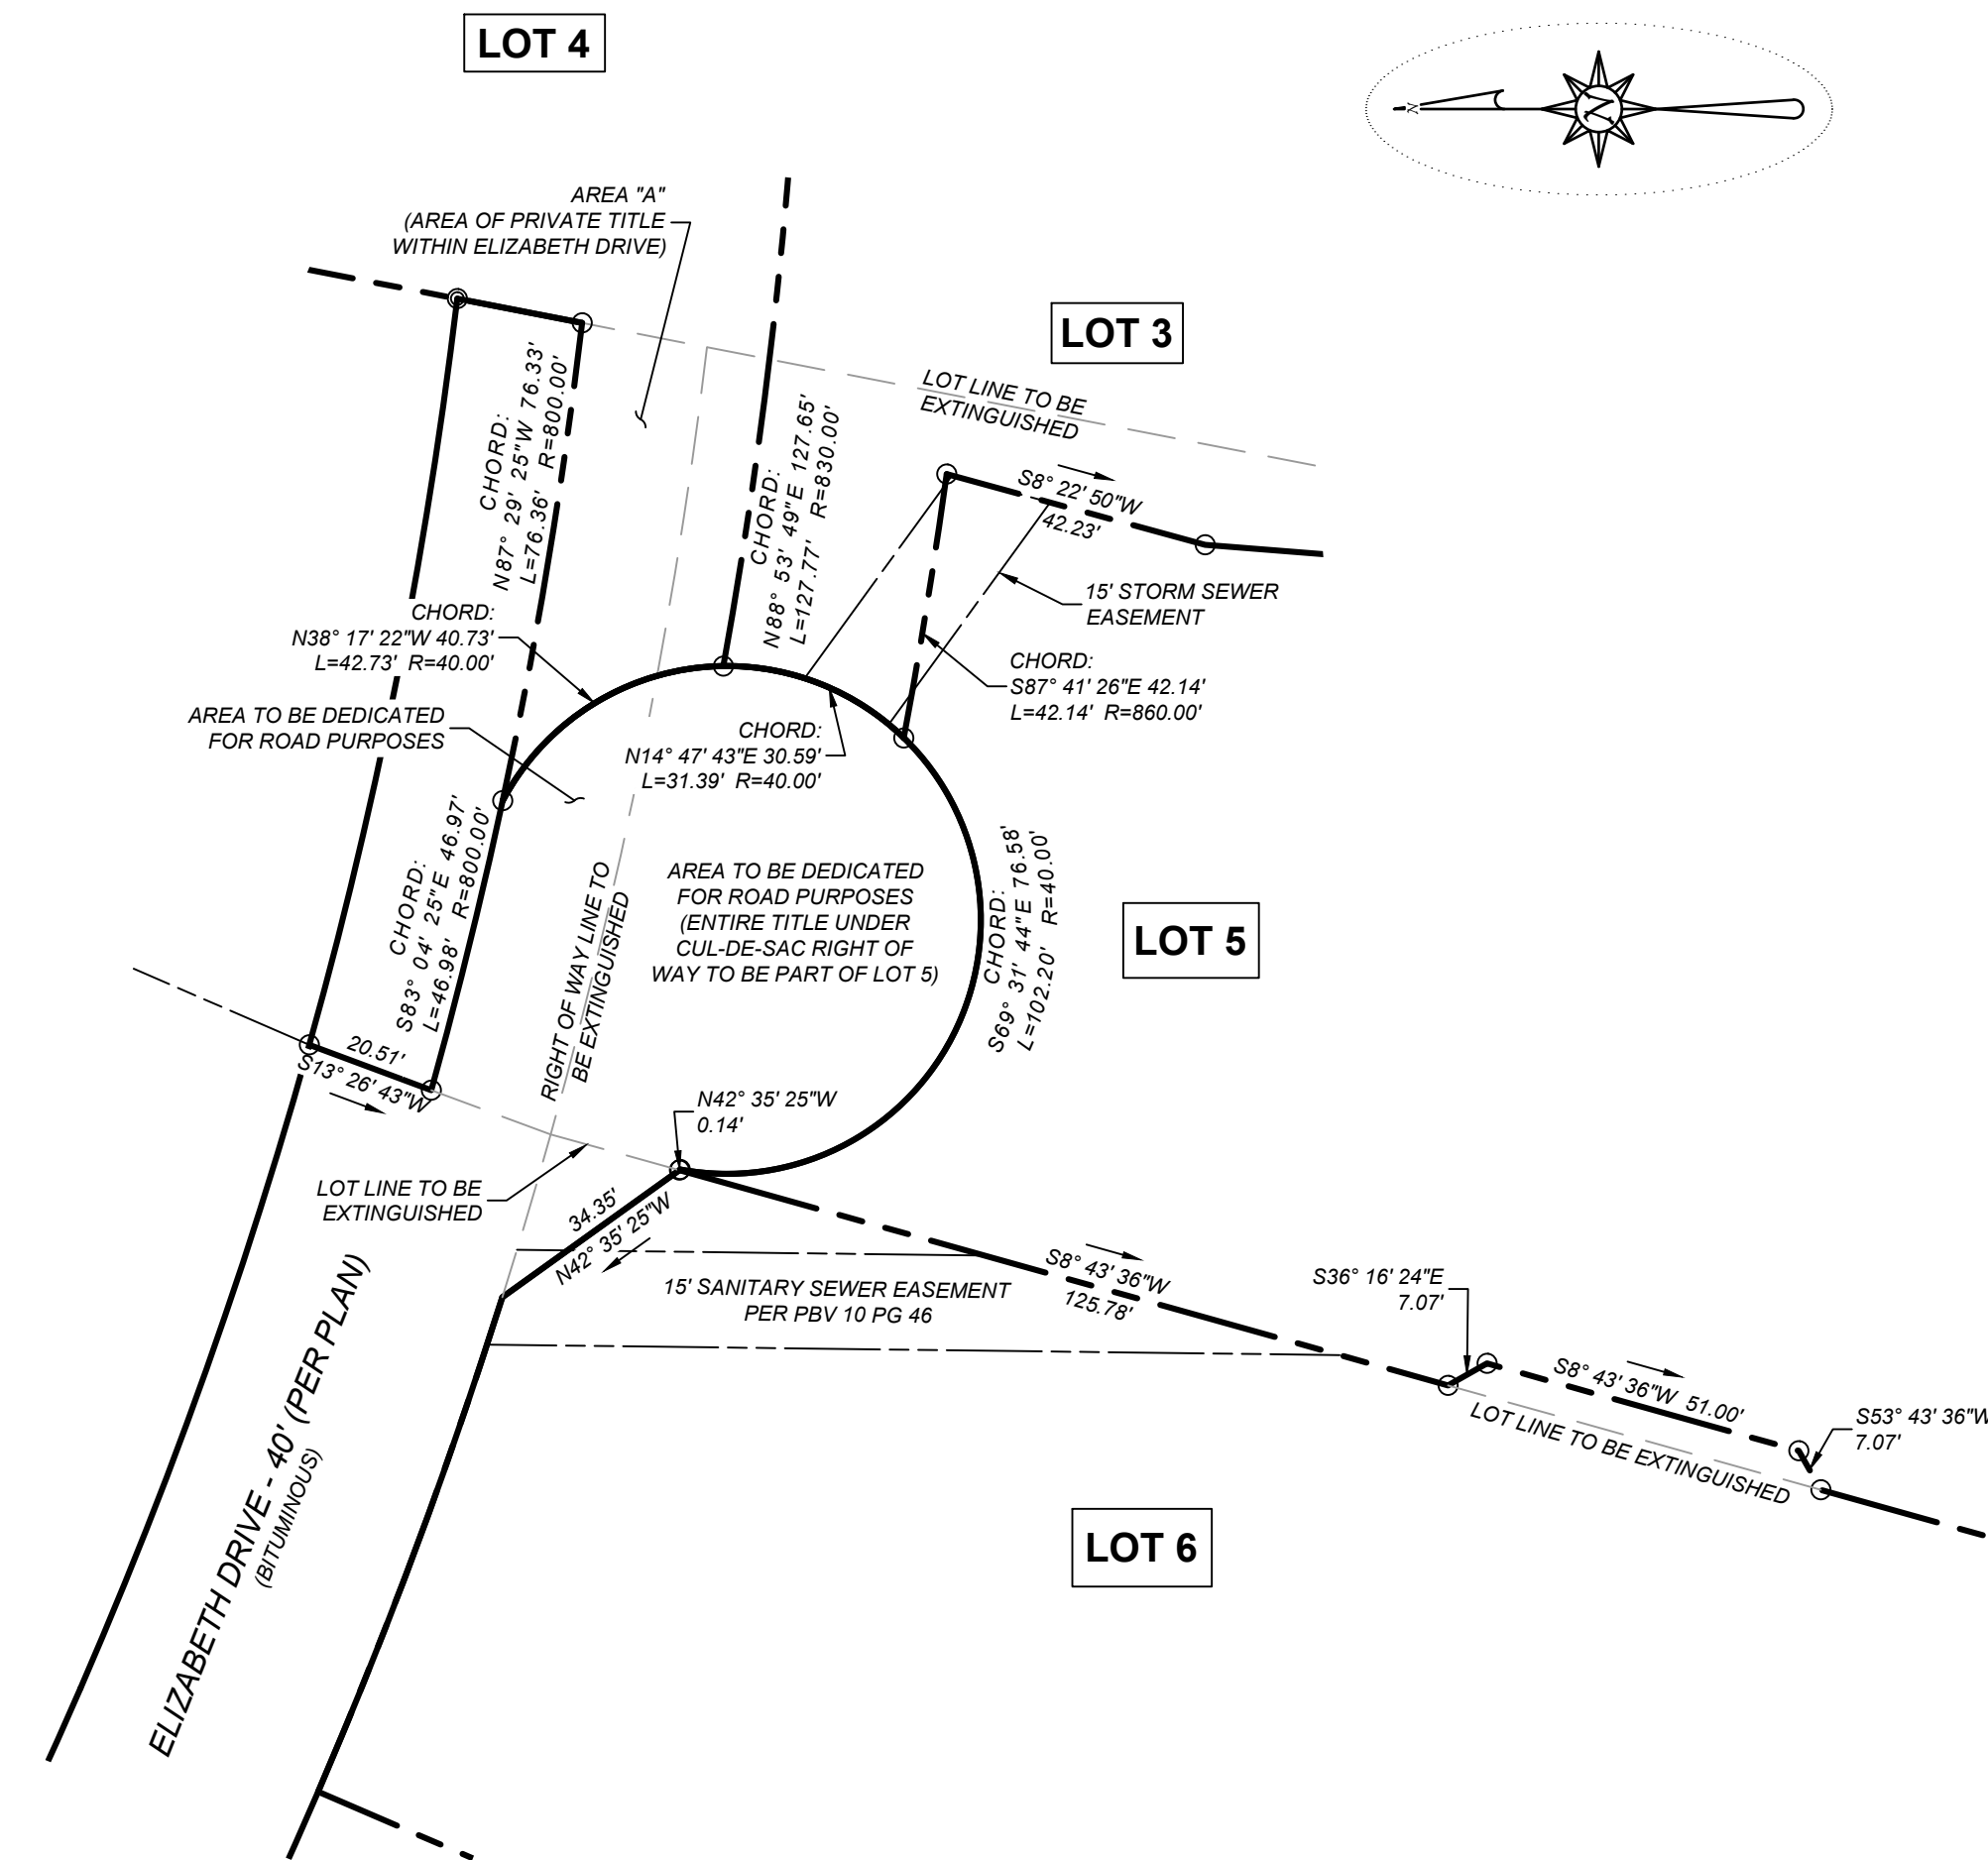 LOT 4
N
AREA "A"
(AREA OF PRIVATE TITLE
WITHIN ELIZABETH DRIVE)
LOT 3
LOT LINE TO BE
EXTINGUISHED
CHORD:
N87° 29' 25"W 76.33'
L=76.36' R=800.00'
CHORD:
N88° 53' 49"E 127.65'
L=127.77' R=830.00'
S8° 22' 50"W
42.23'
15' STORM SEWER
EASEMENT
CHORD:
N38° 17' 22"W 40.73'
L=42.73' R=40.00'
CHORD:
S87° 41' 26"E 42.14'
L=42.14' R=860.00'
AREA TO BE DEDICATED
FOR ROAD PURPOSES
CHORD:
N14° 47' 43"E 30.59'
L=31.39' R=40.00'
CHORD:
S83° 04' 25"E 46.97'
L=46.98' R=800.00'
RIGHT OF WAY LINE TO
BE EXTINGUISHED
AREA TO BE DEDICATED
FOR ROAD PURPOSES
(ENTIRE TITLE UNDER
CUL-DE-SAC RIGHT OF
WAY TO BE PART OF LOT 5)
CHORD:
S69° 31' 44"E 76.58'
L=102.20' R=40.00'
LOT 5
20.51'
S13° 26' 43"W
N42° 35' 25"W
0.14'
LOT LINE TO BE
EXTINGUISHED
34.35'
N42° 35' 25"W
15' SANITARY SEWER EASEMENT
PER PBV 10 PG 46
S8° 43' 36"W
125.78'
S36° 16' 24"E
7.07'
S8° 43' 36"W 51.00'
LOT LINE TO BE EXTINGUISHED
S53° 43' 36"W
7.07'
ELIZABETH DRIVE - 40' (PER PLAN)
(BITUMINOUS)
LOT 6